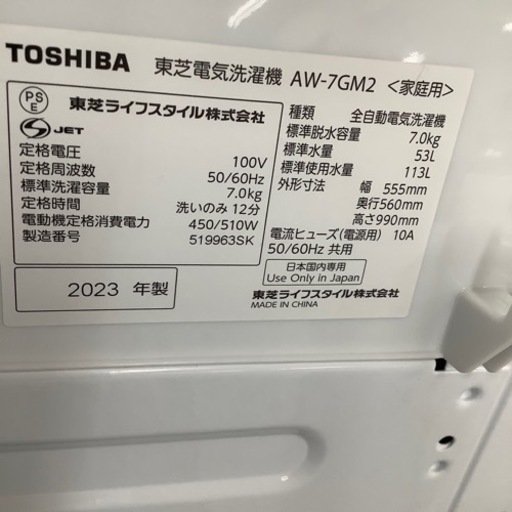 TOSHIBA 東芝電気洗濯機 AW-7GM2 <家庭用>
PS
E
東芝ライフスタイル株式会社
S JET
定格電圧 100V
定格周波数 50/60Hz
標準洗濯容量 7.0kg
定格時間 洗いのみ 12分
電動機定格消費電力 450/510W
製造番号 519963SK
2023 年製
種類 全自動電気洗濯機
標準脱水容量 7.0kg
標準水量 53L
標準使用水量 113L
外形寸法 幅 555mm
奥行560mm
高さ990mm
電流ヒューズ(電源用) 10A
50/60Hz 共用
日本国内専用
Use Only in Japan
東芝ライフスタイル株式会社
MADE IN CHINA